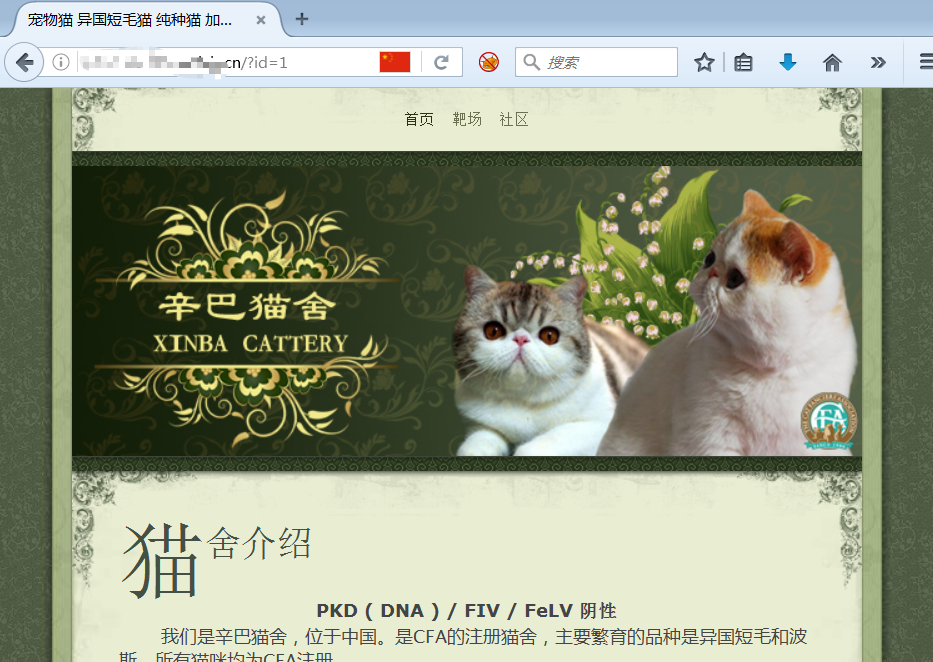 宠物猫 异国短毛猫 纯种猫 加...
cn/?id=1
搜索
首页 靶场 社区
辛巴猫舍
XINBA CATTERY
猫舍介绍
PKD ( DNA ) / FIV / FeLV 阴性
我们是辛巴猫舍，位于中国。是CFA的注册猫舍，主要繁育的品种是异国短毛和波
斯。所有猫咪均为CFA注册